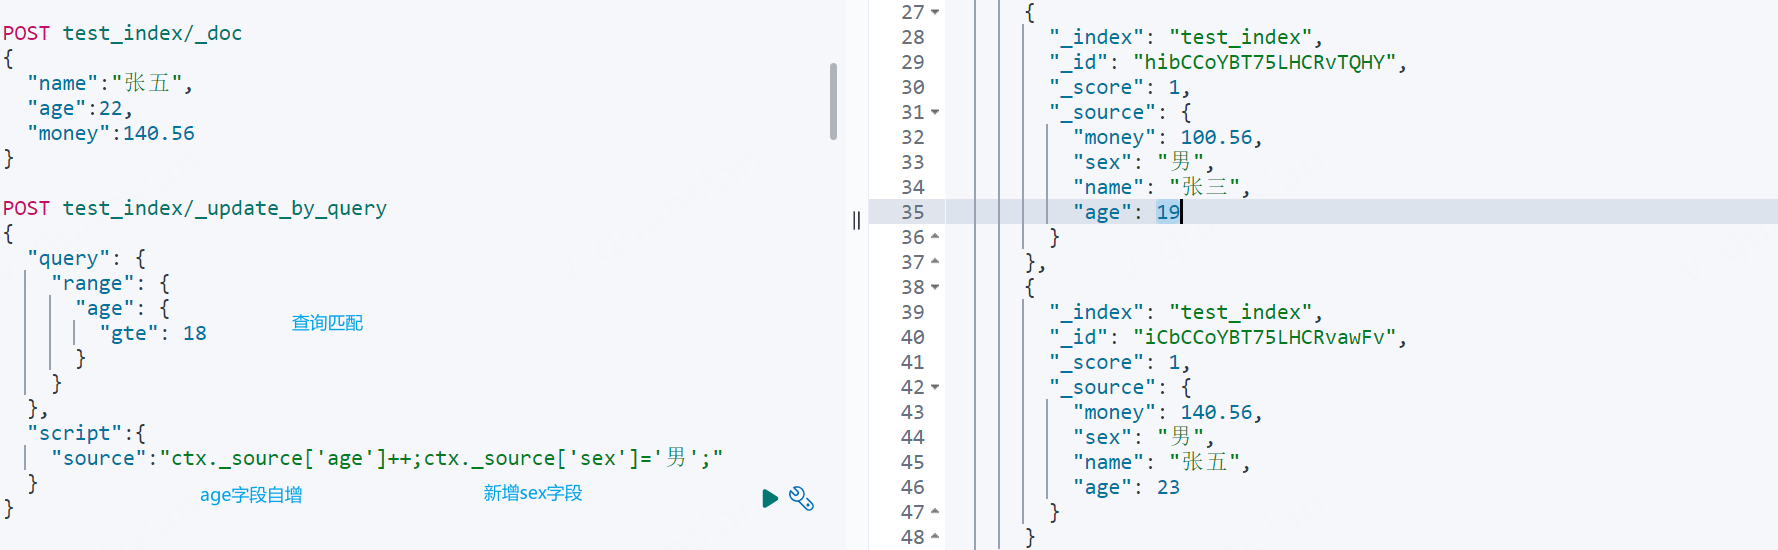 POST test_index/_doc
{
  "name":"张五",
  "age":22,
  "money":140.56
}
POST test_index/_update_by_query
{
  "query": {
    "range": {
      "age": {
        "gte": 18 查询匹配
      }
    }
  },
  "script":{
    "source":"ctx._source['age']++;ctx._source['sex']='男';"
  }
age字段自增 新增sex字段
}
27 {
28 "_index": "test_index",
29 "_id": "hibCCoYBT75LHCRvTQHY",
30 "_score": 1,
31 "_source": {
32 "money": 100.56,
33 "sex": "男",
34 "name": "张三",
35 "age": 19
36 }
37 },
38 {
39 "_index": "test_index",
40 "_id": "iCbCCoYBT75LHCRvawFv",
41 "_score": 1,
42 "_source": {
43 "money": 140.56,
44 "sex": "男",
45 "name": "张五",
46 "age": 23
47 }
48 }